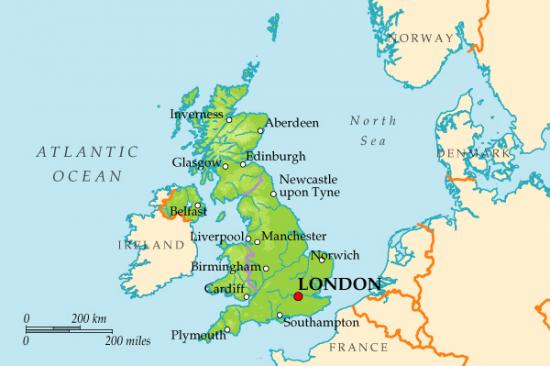 NORWAY
Inverness
Aberdeen
North
Sea
ATLANTIC
OCEAN
Glasgow
Edinburgh
DENMARK
Newcastle
upon Tyne
Belfast
IRELAND
Liverpool
Manchester
Norwich
Birmingham
Cardiff
LONDON
0 200 km
0 200 miles
Plymouth
Southampton
FRANCE